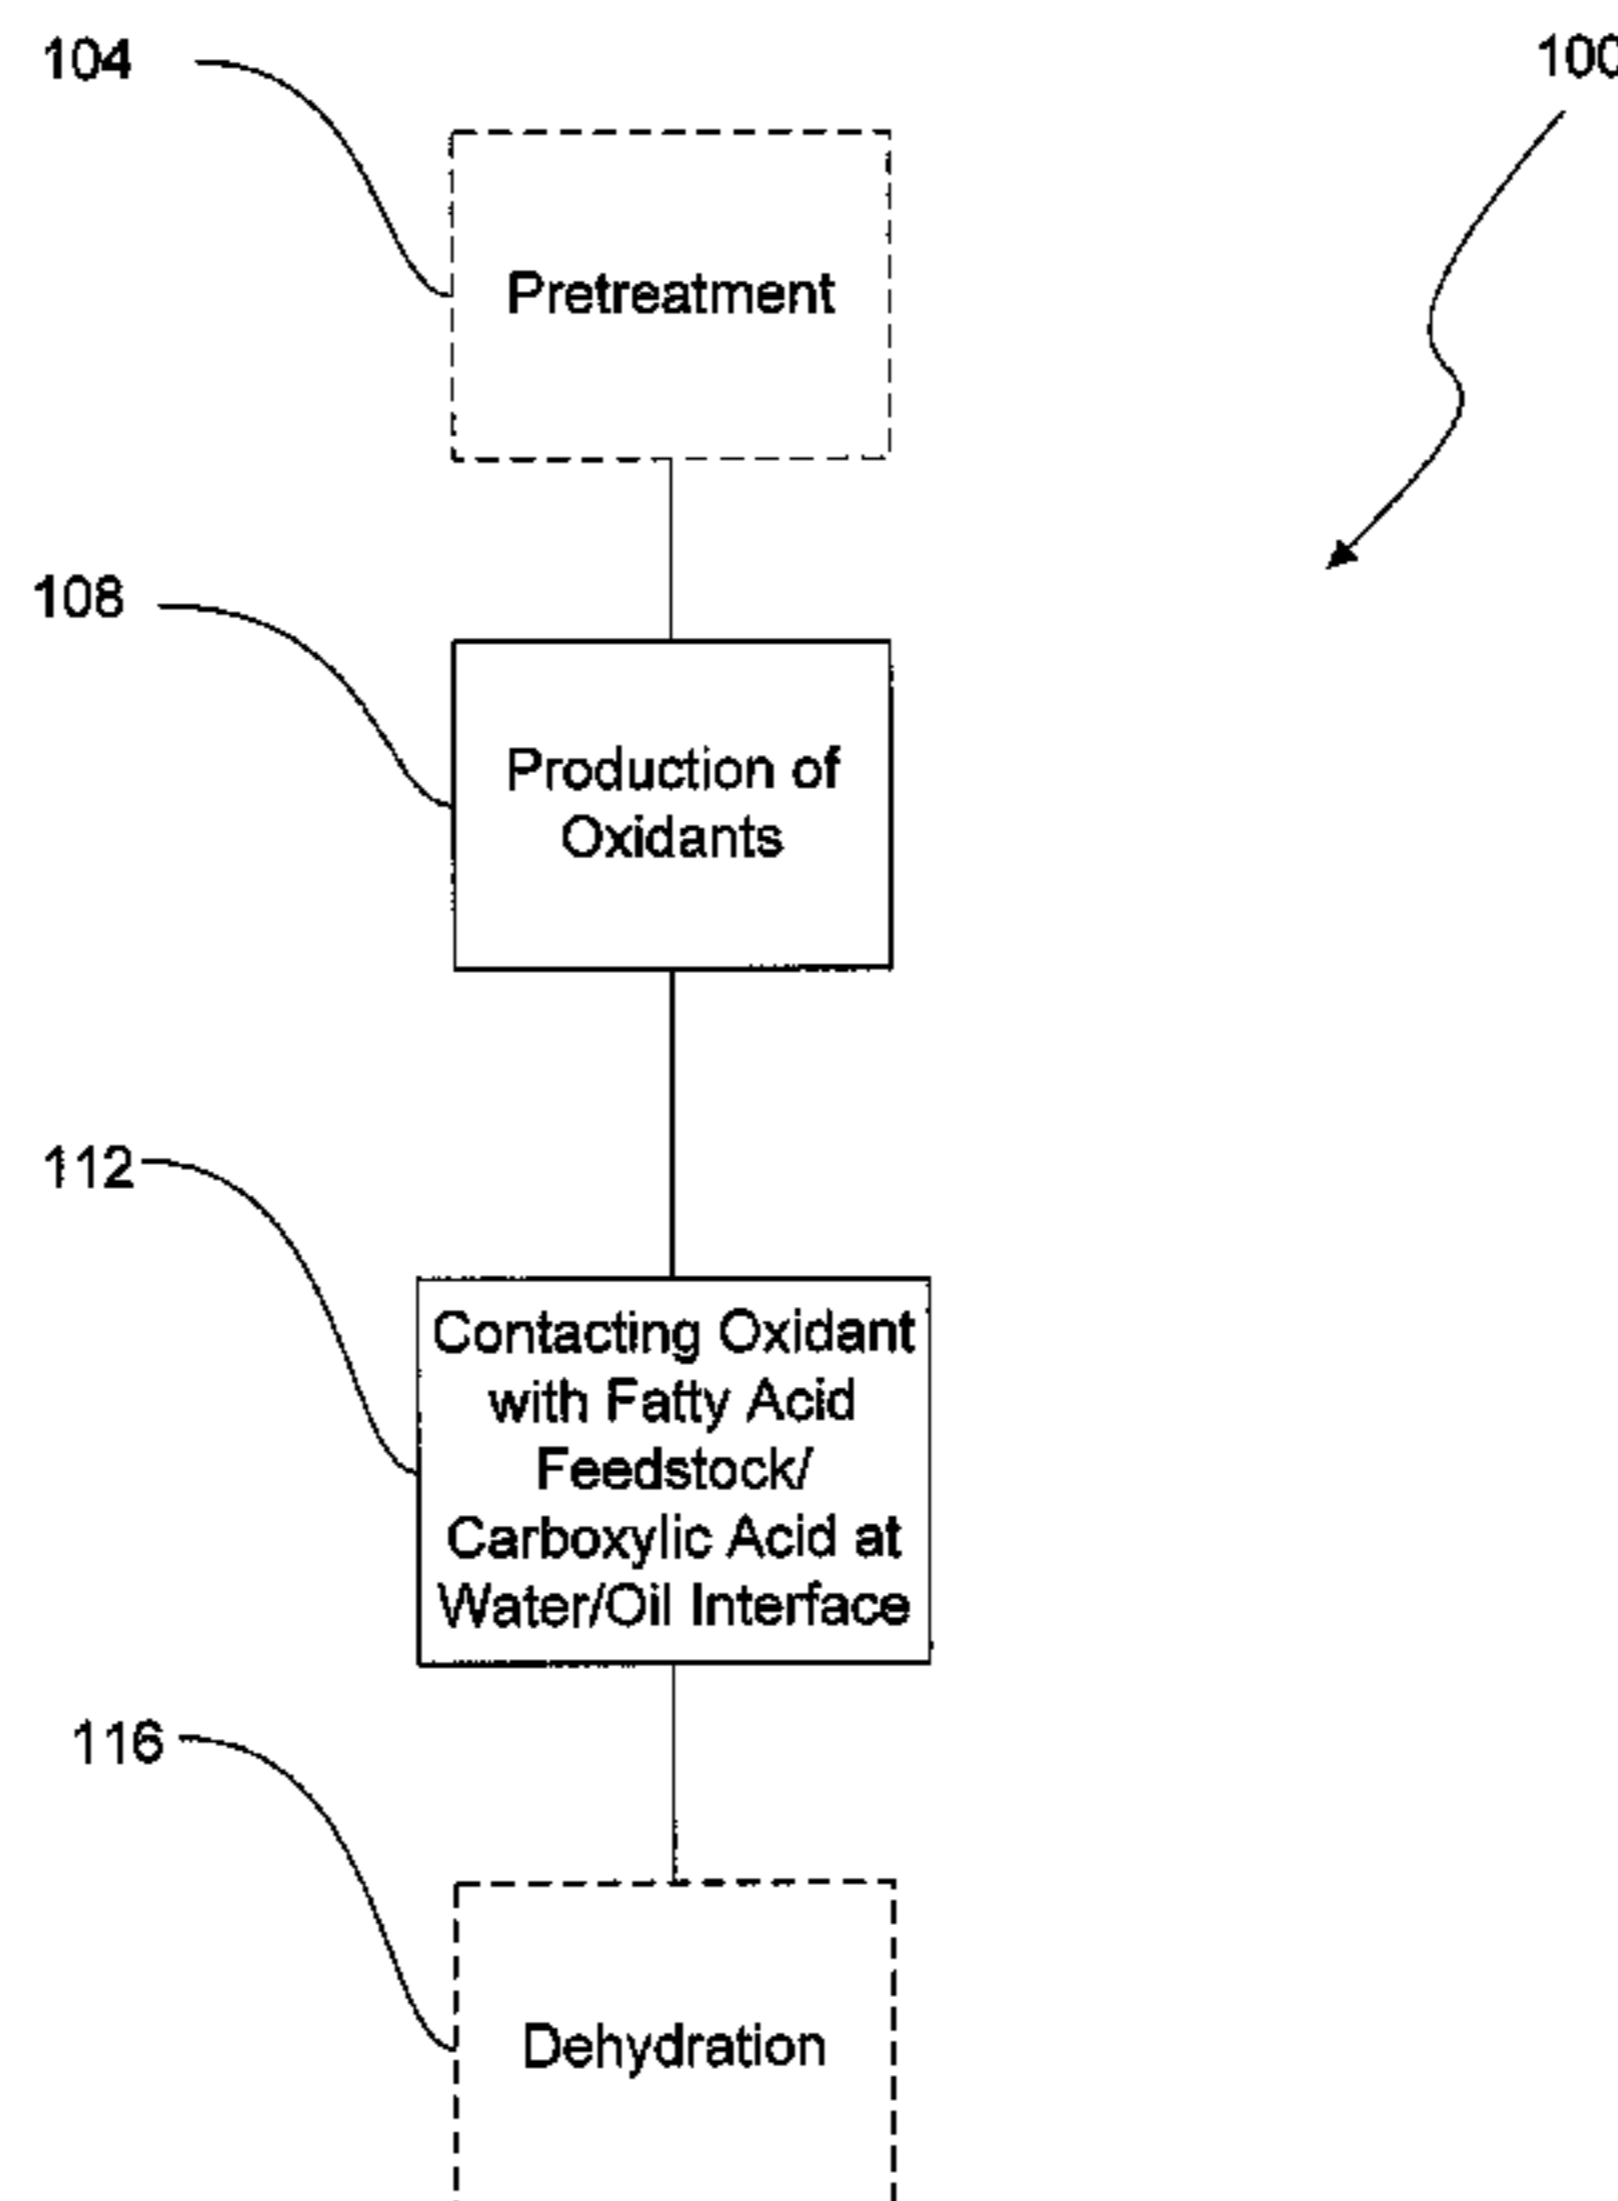 104
100
Pretreatment
108
Production of
Oxidants
112
Contacting Oxidant
with Fatty Acid
Feedstock/
Carboxylic Acid at
Water/Oil Interface
116
Dehydration